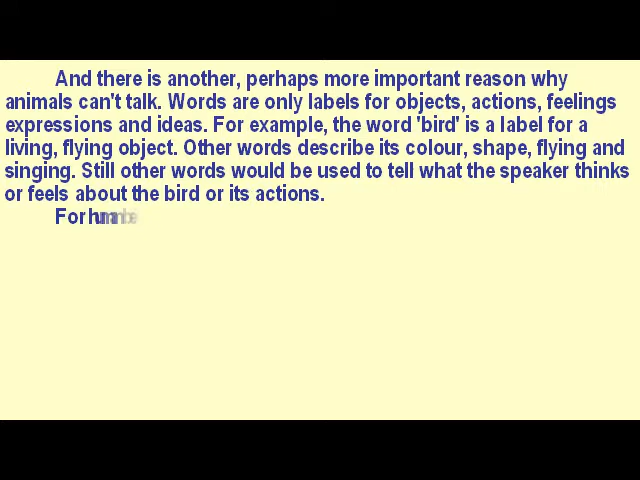 And there is another, perhaps more important reason why
animals can't talk. Words are only labels for objects, actions, feelings
expressions and ideas. For example, the word 'bird' is a label for a
living, flying object. Other words describe its colour, shape, flying and
singing. Still other words would be used to tell what the speaker thinks
or feels about the bird or its actions.
For human